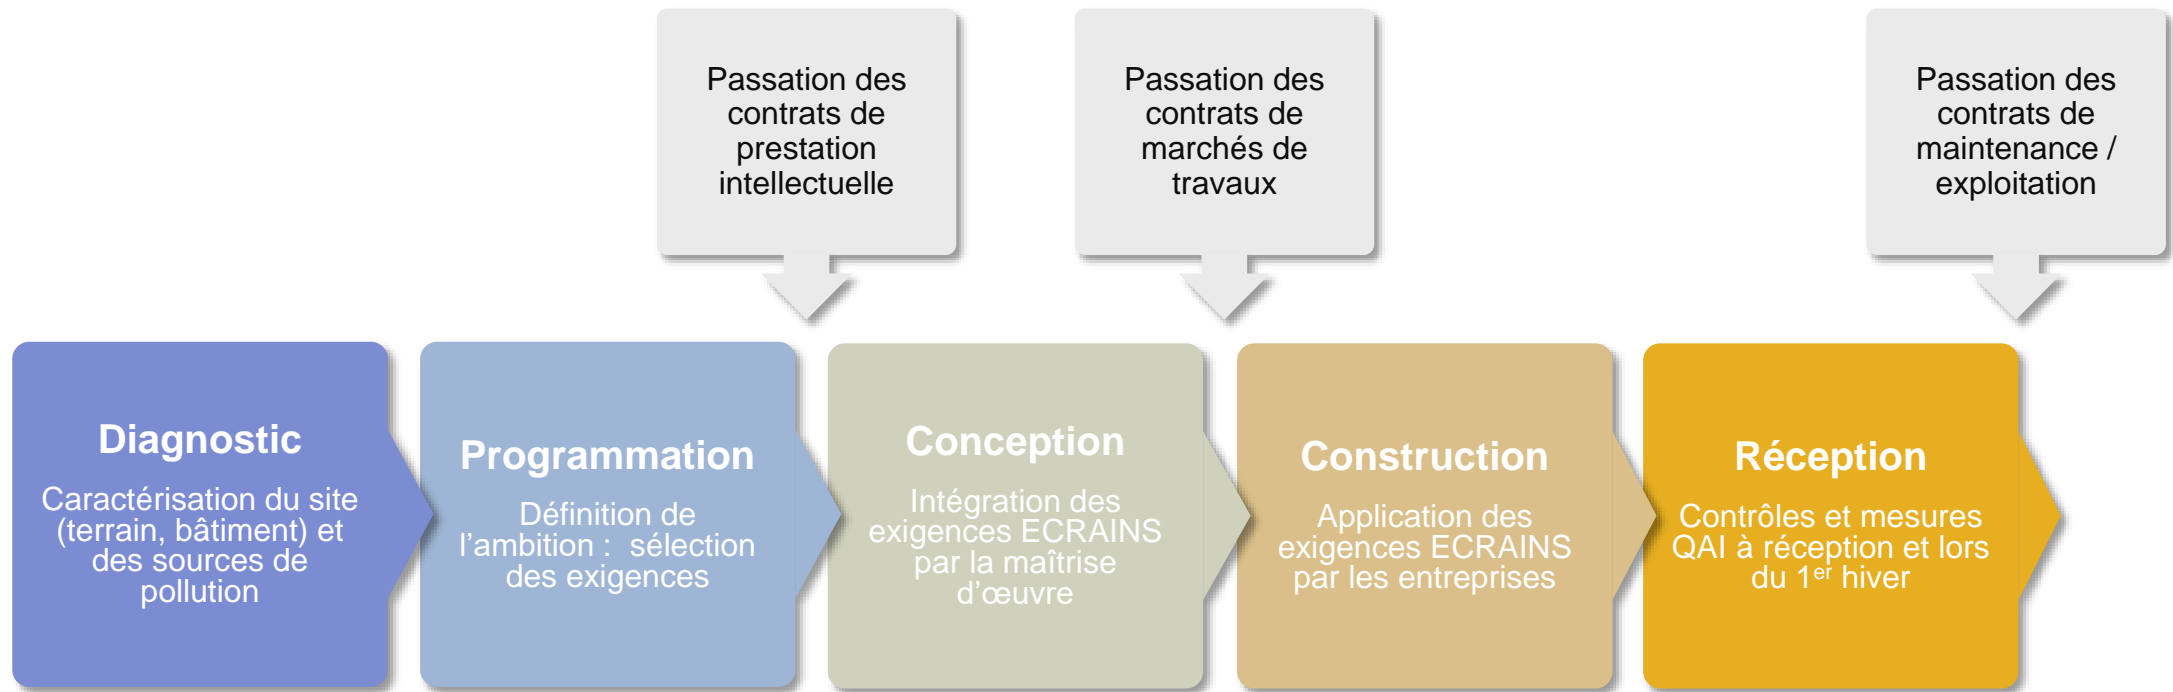 Passation des
contrats de
prestation
intellectuelle
Passation des
contrats de
marchés de
travaux
Passation des
contrats de
maintenance /
exploitation
Diagnostic
Caractérisation du site
(terrain, bâtiment) et
des sources de
pollution
Programmation
Définition de
l’ambition :  sélection
des exigences
Conception
Intégration des
exigences ECRAINS
par la maîtrise
d’œuvre
Construction
Application des
exigences ECRAINS
par les entreprises
Réception
Contrôles et mesures
QAI à réception et lors
du 1er hiver